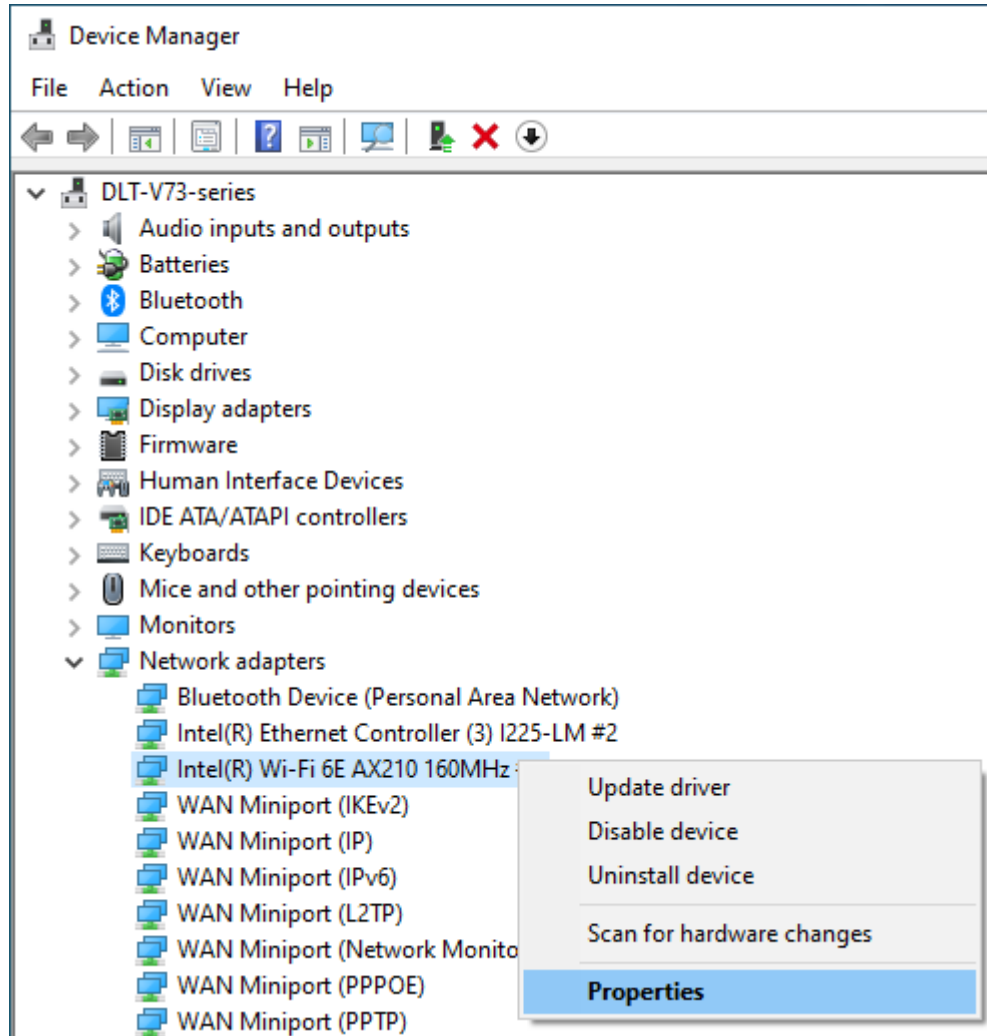 Device Manager
File Action View Help
DLT-V73-series
Audio inputs and outputs
Batteries
Bluetooth
Computer
Disk drives
Display adapters
Firmware
Human Interface Devices
IDE ATA/ATAPI controllers
Keyboards
Mice and other pointing devices
Monitors
Network adapters
Bluetooth Device (Personal Area Network)
Intel(R) Ethernet Controller (3) I225-LM #2
Intel(R) Wi-Fi 6E AX210 160MHz
WAN Miniport (IKEv2)
WAN Miniport (IP)
WAN Miniport (IPv6)
WAN Miniport (L2TP)
WAN Miniport (Network Monito
WAN Miniport (PPPOE)
WAN Miniport (PPTP)
Update driver
Disable device
Uninstall device
Scan for hardware changes
Properties